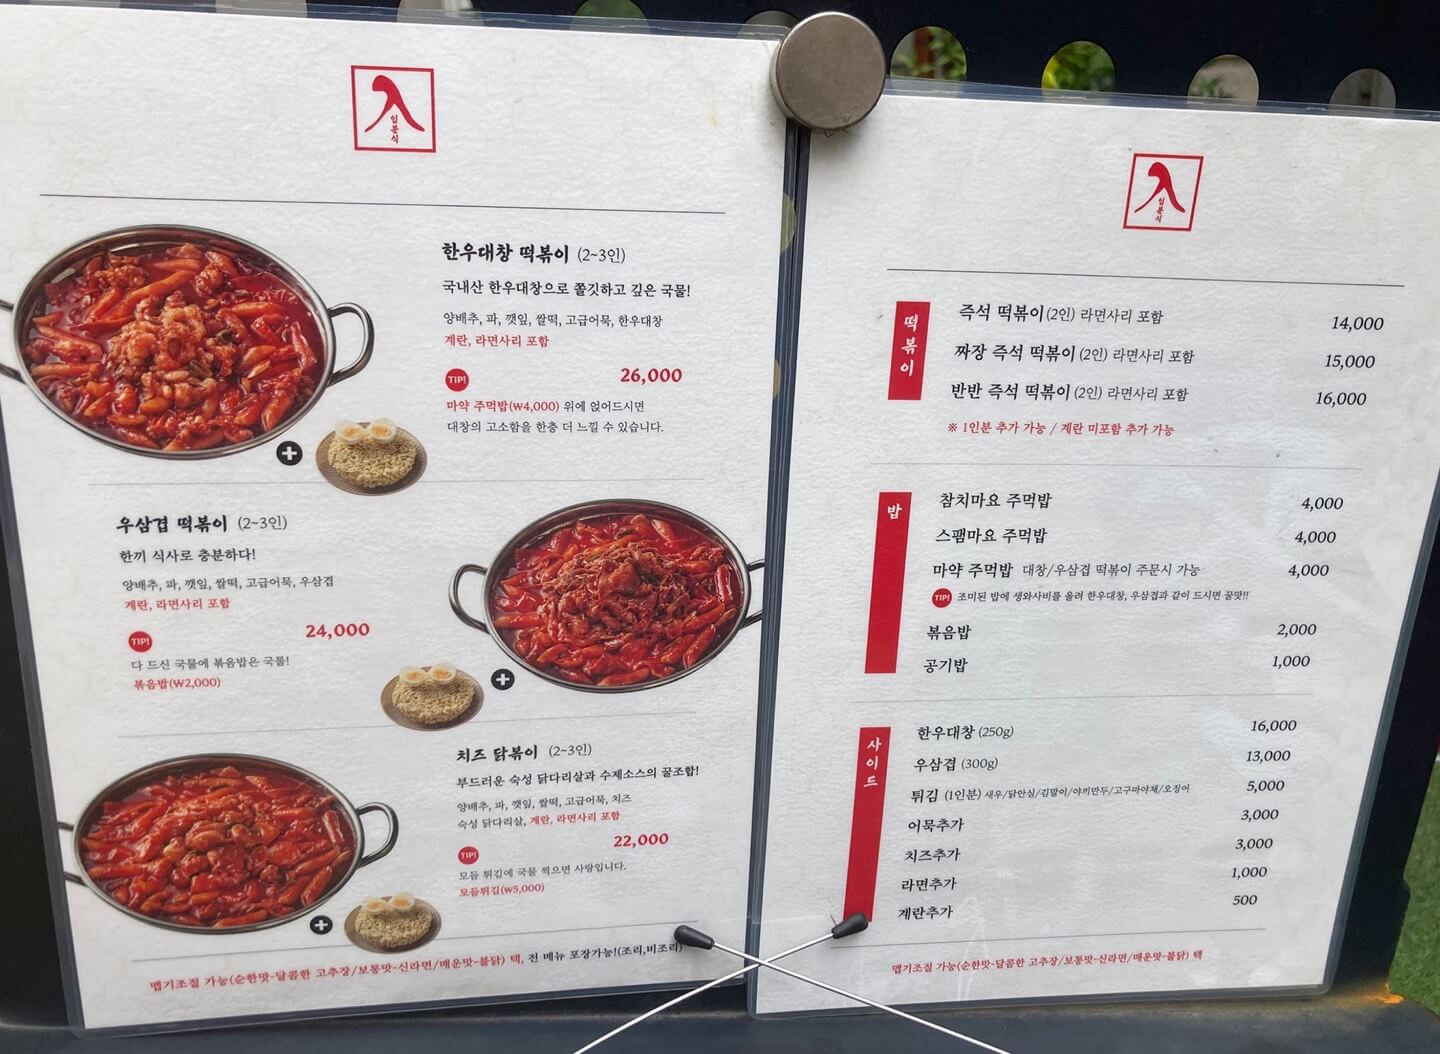 입분식
한우대창 떡볶이 (2~3인)
국내산 한우대창으로 쫄깃하고 깊은 국물!
양배추, 파, 깻잎, 쌀떡, 고급어묵, 한우대창
계란, 라면사리 포함
26,000
TIP!
마약 주먹밥(₩4,000) 위에 얹어드시면
대창의 고소함을 한층 더 느낄 수 있습니다.
우삼겹 떡볶이 (2~3인)
한끼 식사로 충분하다!
양배추, 파, 깻잎, 쌀떡, 고급어묵, 우삼겹
계란, 라면사리 포함
24,000
TIP!
다 드신 국물에 볶음밥은 국룰!
볶음밥(₩2,000)
치즈 닭볶이 (2~3인)
부드러운 숙성 닭다리살과 수제소스의 꿀조합!
양배추, 파, 깻잎, 쌀떡, 고급어묵, 치즈
숙성 닭다리살, 계란, 라면사리 포함
22,000
TIP!
모듬 튀김에 국물 찍으면 사랑입니다.
모듬튀김(₩5,000)
맵기조절 가능(순한맛-달콤한 고추장/보통맛-신라면/매운맛-불닭) 택, 전 메뉴 포장가능!(조리,비조리)
입분식
떡볶이
즉석 떡볶이(2인) 라면사리 포함 14,000
짜장 즉석 떡볶이(2인) 라면사리 포함 15,000
반반 즉석 떡볶이(2인) 라면사리 포함 16,000
※ 1인분 추가 가능 / 계란 미포함 추가 가능
밥
참치마요 주먹밥 4,000
스팸마요 주먹밥 4,000
마약 주먹밥 대창/우삼겹 떡볶이 주문시 가능 4,000
TIP! 조미된 밥에 생와사비를 올려 한우대창, 우삼겹과 같이 드시면 꿀맛!!
볶음밥 2,000
공기밥 1,000
사이드
한우대창 (250g) 16,000
우삼겹 (300g) 13,000
튀김 (1인분) 새우/닭안심/김말이/야끼만두/고구마야채/오징어 5,000
어묵추가 3,000
치즈추가 3,000
라면추가 1,000
계란추가 500
맵기조절 가능(순한맛-달콤한 고추장/보통맛-신라면/매운맛-불닭) 택